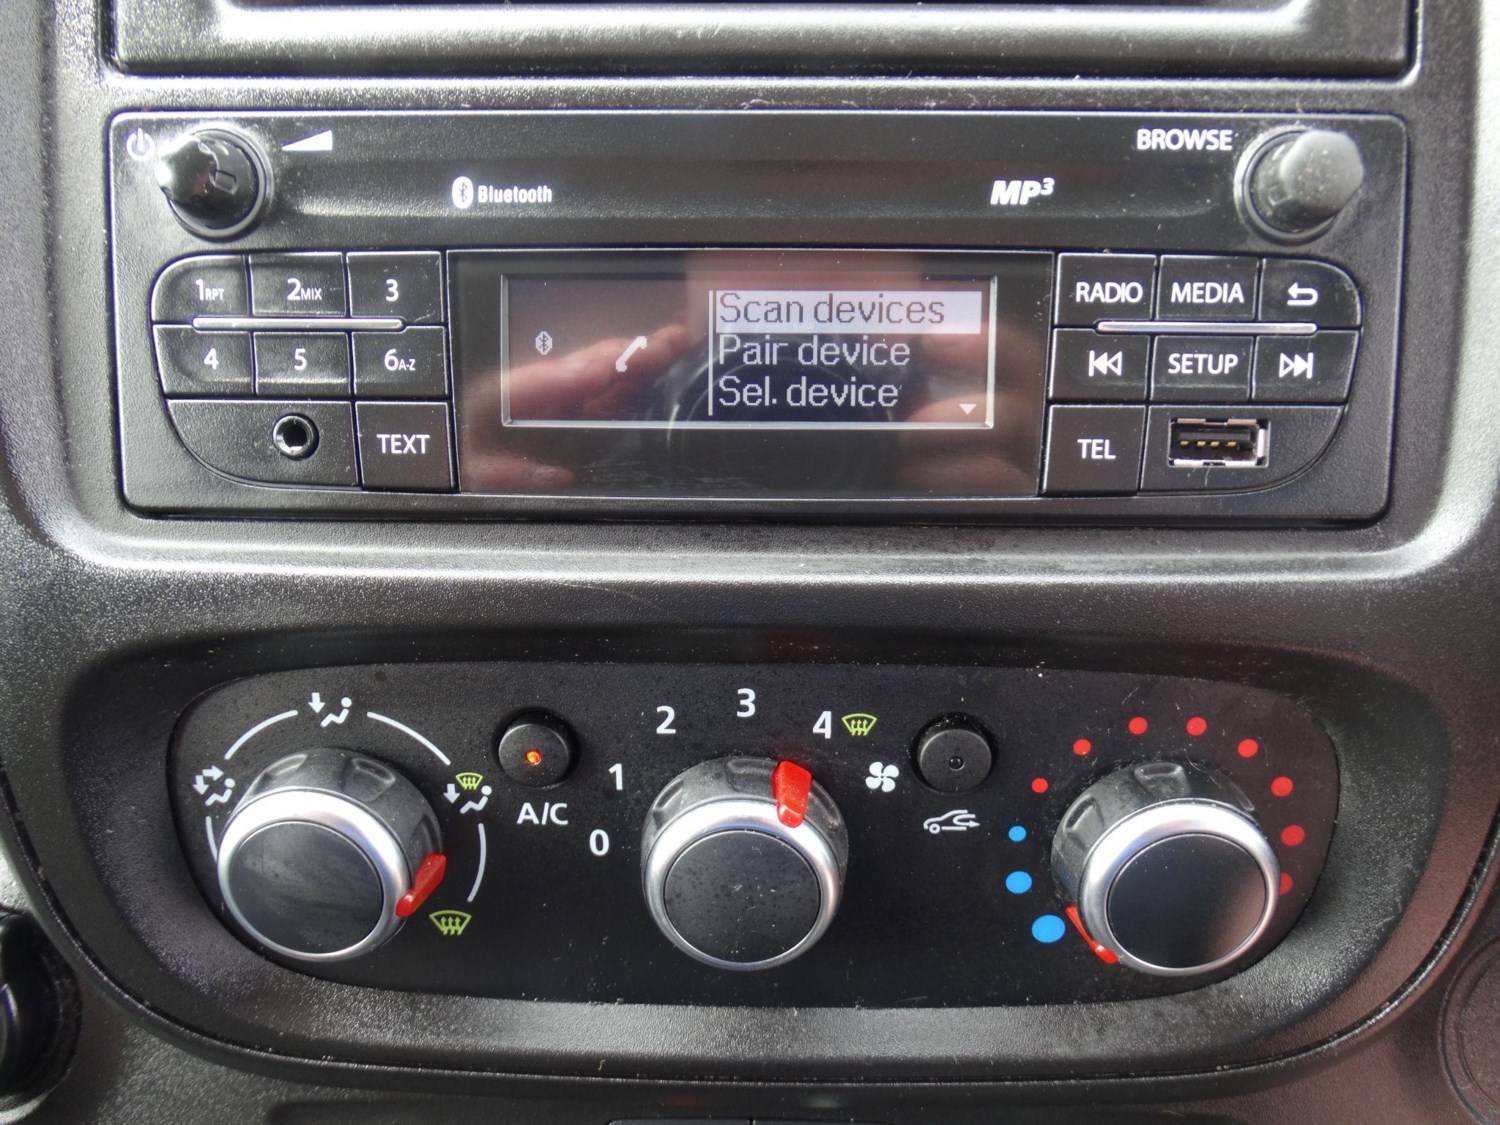 BROWSE
Bluetooth
MP3
1RPT 2MIX 3
4 5 6A-Z
TEXT
Scan devices
Pair device
Sel. device
RADIO MEDIA
SETUP
TEL
A/C
0 1 2 3 4